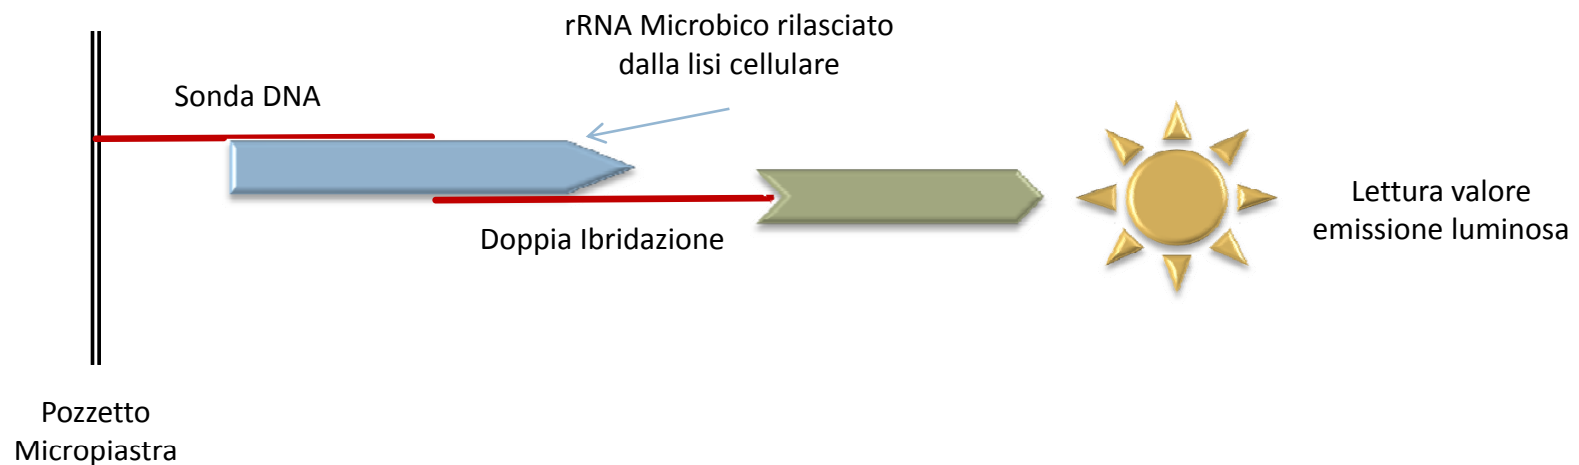 rRNA Microbico rilasciato
dalla lisi cellulare
Sonda DNA
Doppia Ibridazione
Lettura valore
emissione luminosa
Pozzetto
Micropiastra